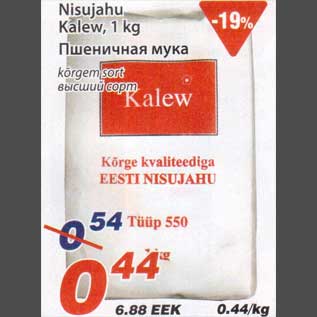 Nisujahu
Kalew, 1 kg
Пшеничная мука
kõrgem sort
высший сорт
-19%
Kalew
Kõrge kvaliteediga
EESTI NISUJAHU
0 54
Tüüp 550
kg
0 44
6.88 EEK
0.44/kg